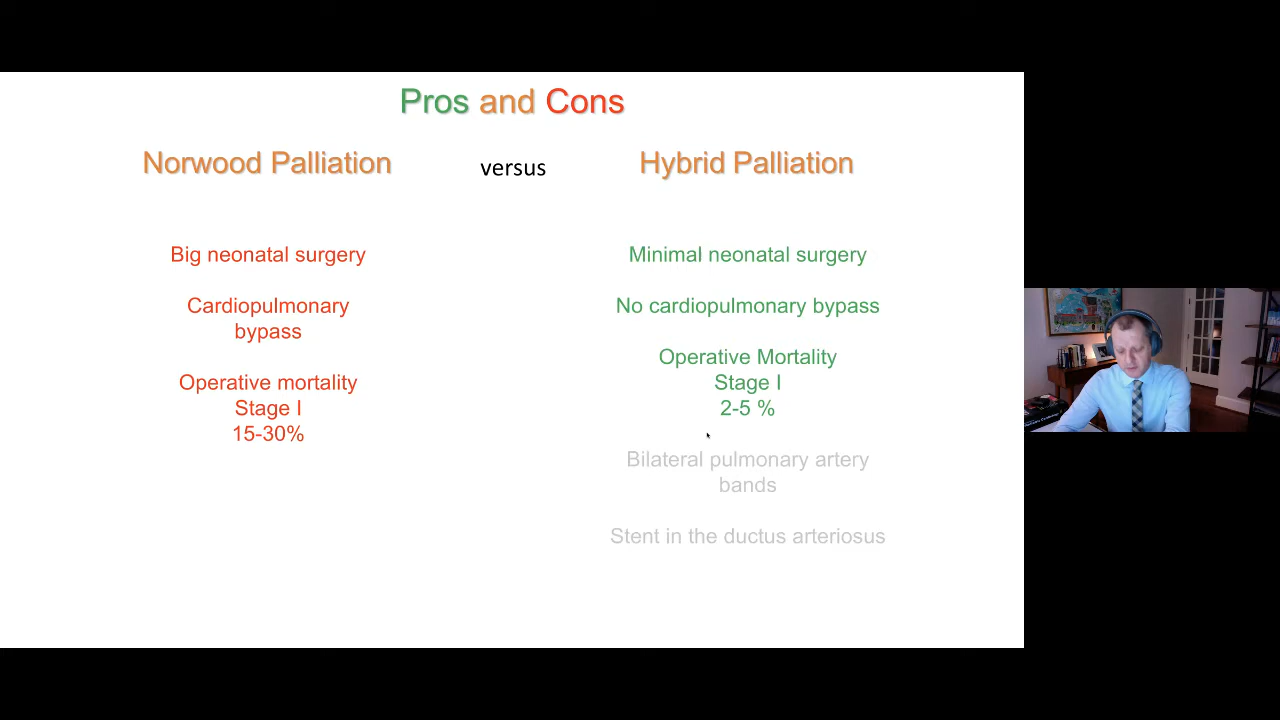 Pros and Cons
Norwood Palliation
versus
Hybrid Palliation
Big neonatal surgery
Cardiopulmonary
bypass
Operative mortality
Stage I
15-30%
Minimal neonatal surgery
No cardiopulmonary bypass
Operative Mortality
Stage I
2-5 %
Bilateral pulmonary artery
bands
Stent in the ductus arteriosus